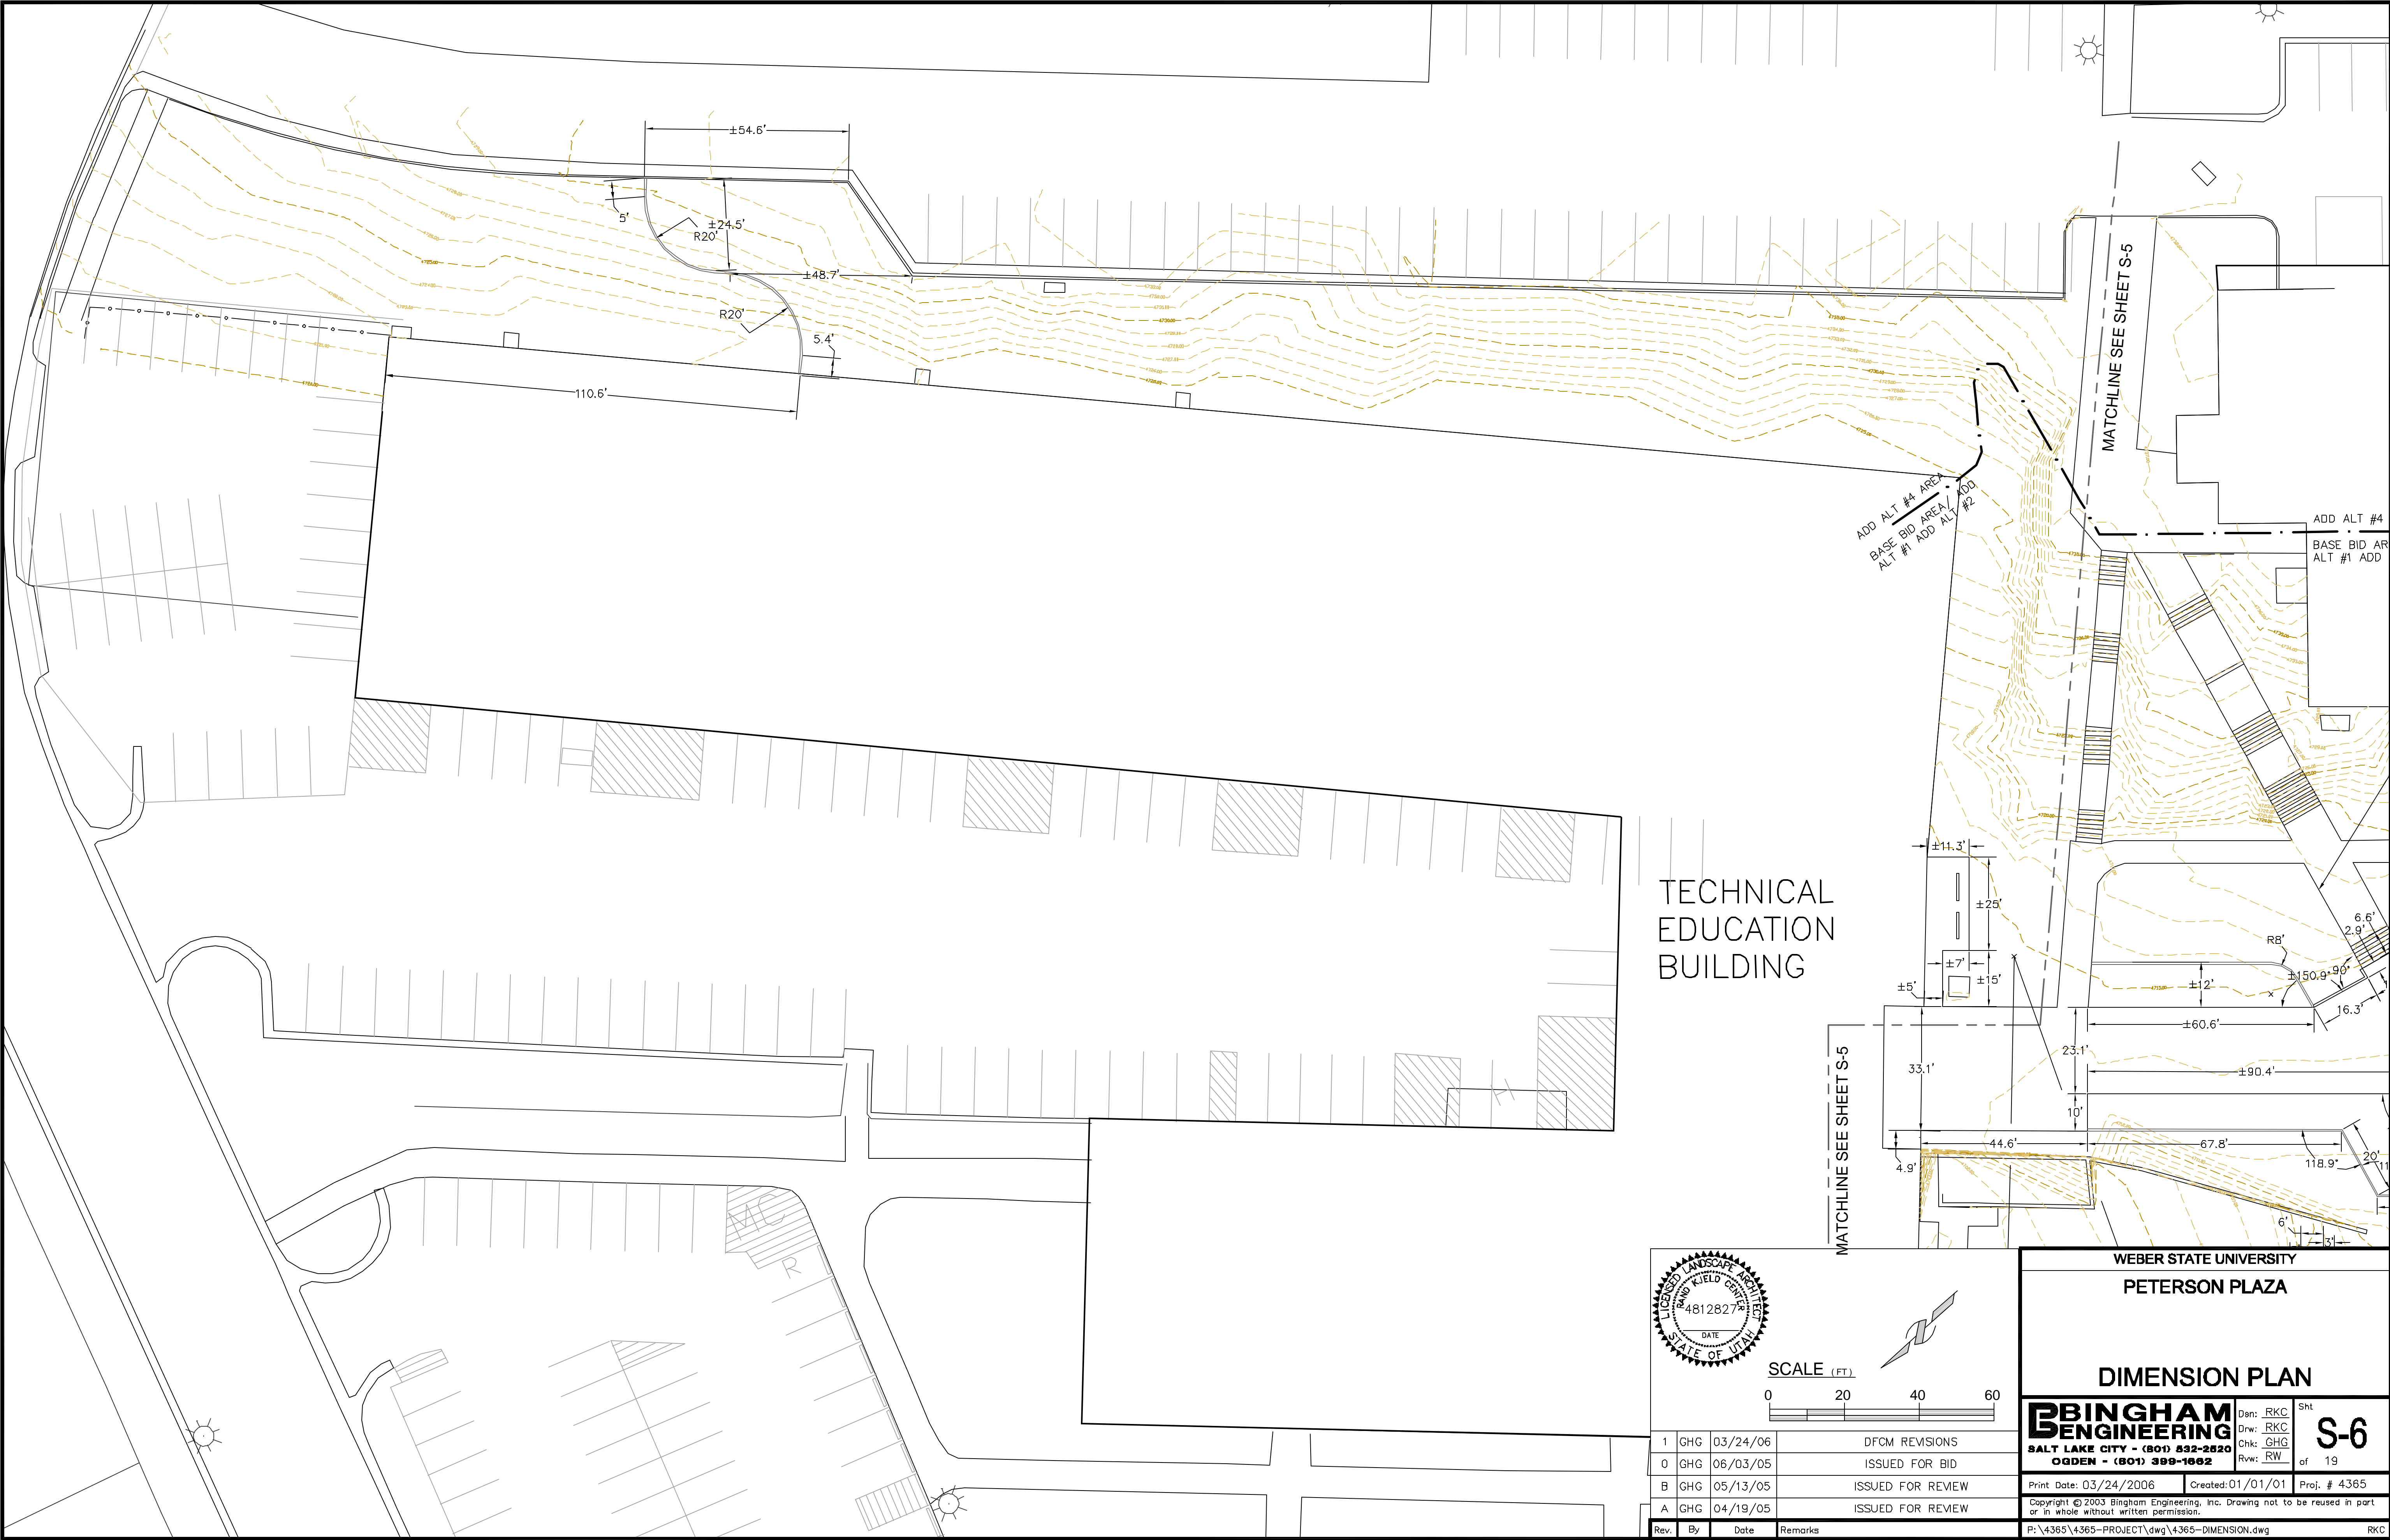 ±54.6'
5'
±24.5'
R20'
±48.7'
R20'
5.4'
110.6'
MATCHLINE SEE SHEET S-5
ADD ALT #4 AREA
BASE BID AREA/ ADD
ALT #1 ADD ALT #2
ADD ALT #4
BASE BID AR
ALT #1 ADD
TECHNICAL
EDUCATION
BUILDING
±11.3'
±25'
±7'
±15'
±5'
R8'
6.6'
2.9'
±150.9°
90°
±12'
16.3'
±60.6'
23.1'
33.1'
±90.4'
10'
44.6'
67.8'
4.9'
118.9°
20'
11
6'
3'
MATCHLINE SEE SHEET S-5
MC
R
H
LICENSED LANDSCAPE ARCHITECT
RAND KJELD CENTER
4812827
DATE
STATE OF UTAH
SCALE (FT)
0 20 40 60
1 GHG 03/24/06 DFCM REVISIONS
0 GHG 06/03/05 ISSUED FOR BID
B GHG 05/13/05 ISSUED FOR REVIEW
A GHG 04/19/05 ISSUED FOR REVIEW
Rev. By Date Remarks
WEBER STATE UNIVERSITY
PETERSON PLAZA
DIMENSION PLAN
BINGHAM
ENGINEERING
SALT LAKE CITY - (801) 532-2520
OGDEN - (801) 399-1662
Dsn: RKC
Drw: RKC
Chk: GHG
Rvw: RW
Sht
S-6
of 19
Print Date: 03/24/2006
Created: 01/01/01
Proj. # 4365
Copyright © 2003 Bingham Engineering, Inc. Drawing not to be reused in part
or in whole without written permission.
P:\4365\4365-PROJECT\dwg\4365-DIMENSION.dwg RKC